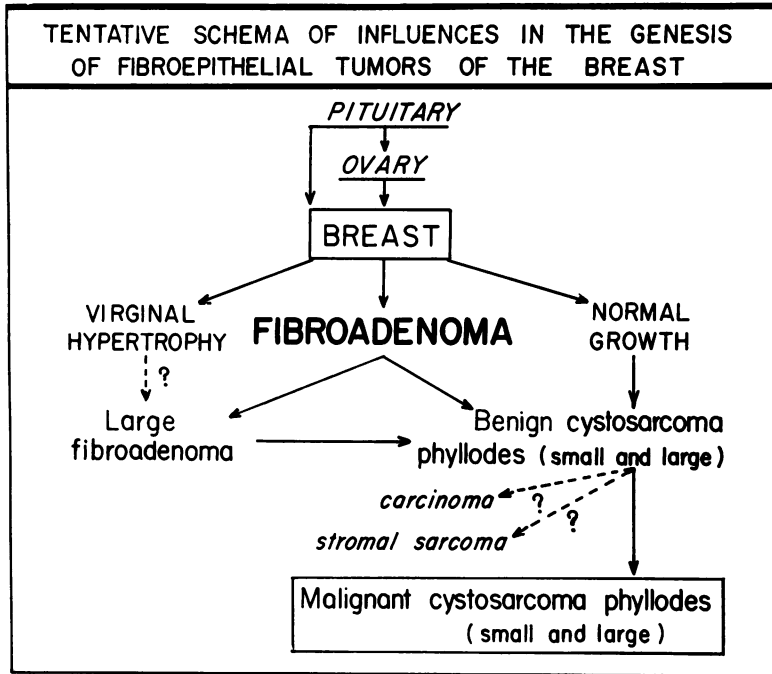 TENTATIVE SCHEMA OF INFLUENCES IN THE GENESIS
OF FIBROEPITHELIAL TUMORS OF THE BREAST
PITUITARY
OVARY
BREAST
VIRGINAL
HYPERTROPHY
FIBROADENOMA
NORMAL
GROWTH
?
Large
fibroadenoma
Benign cystosarcoma
phyllodes (small and large)
carcinoma
?
stromal sarcoma
?
Malignant cystosarcoma phyllodes
(small and large)